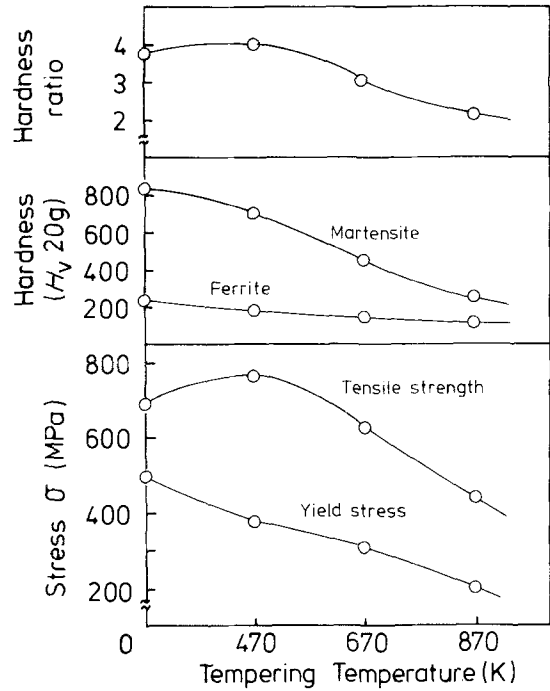 Hardness
ratio
4
3
2
Hardness
(Hv 20g)
800
600
400
200
Martensite
Ferrite
Stress σ (MPa)
800
600
400
200
Tensile strength
Yield stress
0 470 670 870
Tempering Temperature (K)